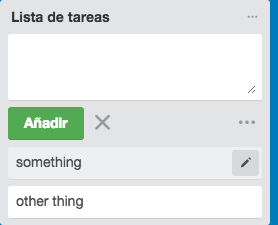 Lista de tareas
Añadir
something
other thing